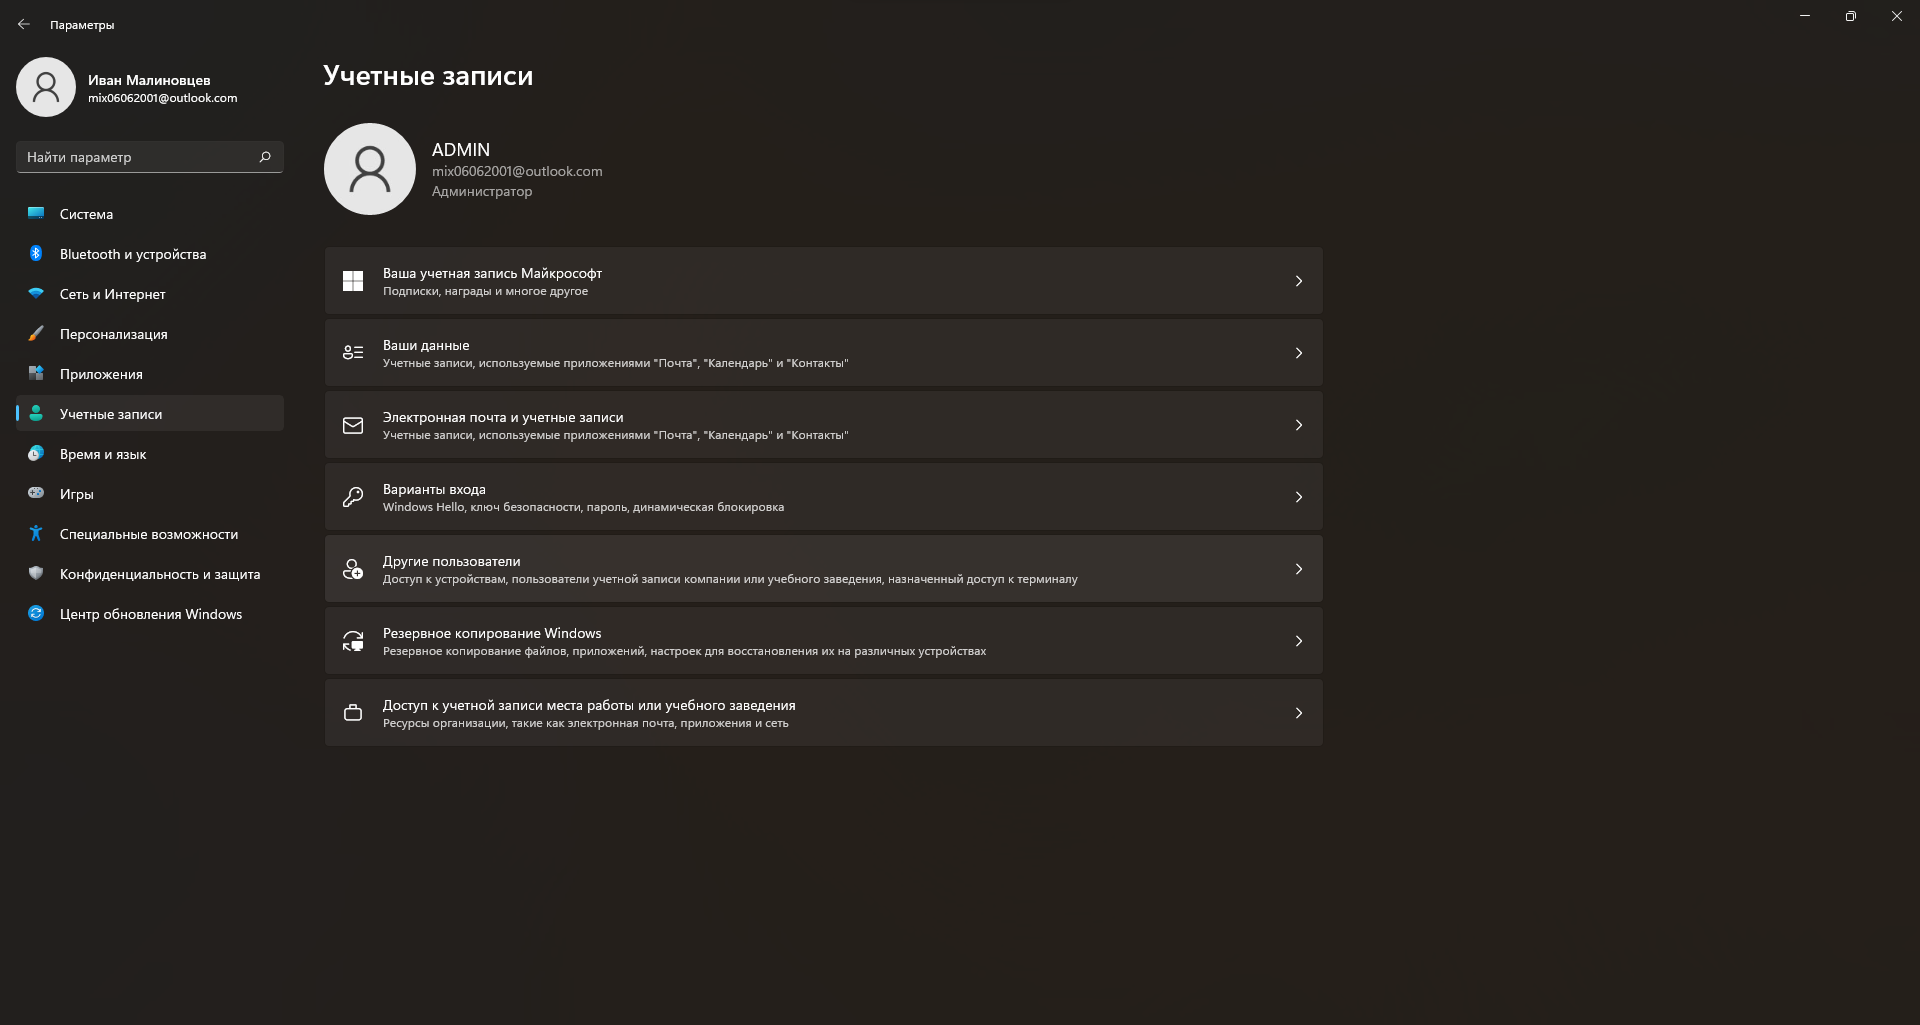 Параметры
Иван Малиновцев
mix06062001@outlook.com
Найти параметр
Система
Bluetooth и устройства
Сеть и Интернет
Персонализация
Приложения
Учетные записи
Время и язык
Игры
Специальные возможности
Конфиденциальность и защита
Центр обновления Windows
Учетные записи
ADMIN
mix06062001@outlook.com
Администратор
Ваша учетная запись Майкрософт
Подписки, награды и многое другое
Ваши данные
Учетные записи, используемые приложениями "Почта", "Календарь" и "Контакты"
Электронная почта и учетные записи
Учетные записи, используемые приложениями "Почта", "Календарь" и "Контакты"
Варианты входа
Windows Hello, ключ безопасности, пароль, динамическая блокировка
Другие пользователи
Доступ к устройствам, пользователи учетной записи компании или учебного заведения, назначенный доступ к терминалу
Резервное копирование Windows
Резервное копирование файлов, приложений, настроек для восстановления их на различных устройствах
Доступ к учетной записи места работы или учебного заведения
Ресурсы организации, такие как электронная почта, приложения и сеть